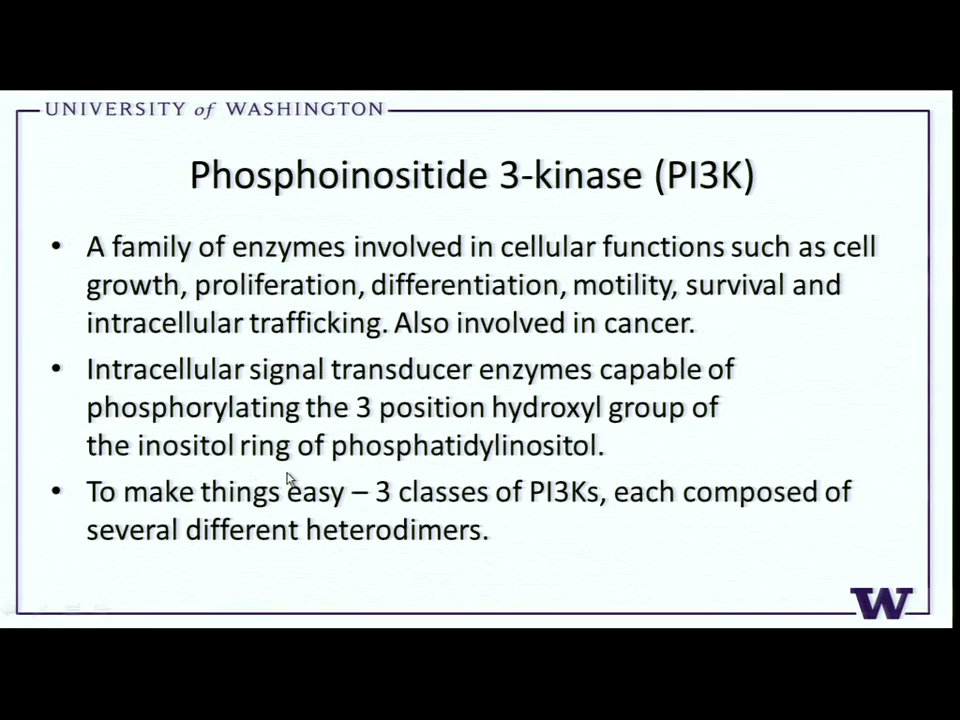 UNIVERSITY of WASHINGTON
Phosphoinositide 3-kinase (PI3K)
• A family of enzymes involved in cellular functions such as cell
growth, proliferation, differentiation, motility, survival and
intracellular trafficking. Also involved in cancer.
• Intracellular signal transducer enzymes capable of
phosphorylating the 3 position hydroxyl group of
the inositol ring of phosphatidylinositol.
• To make things easy – 3 classes of PI3Ks, each composed of
several different heterodimers.
W